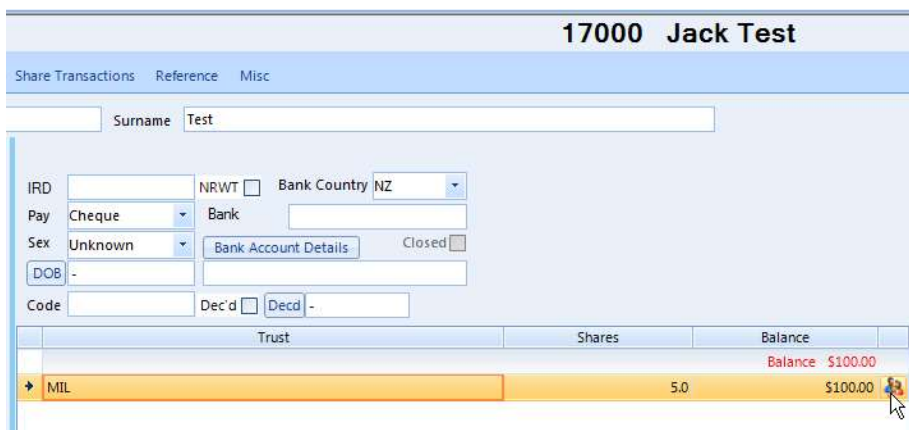 17000 Jack Test
Share Transactions Reference Misc
Surname Test
IRD NRWT Bank Country NZ
Pay Cheque Bank
Sex Unknown Bank Account Details Closed
DOB -
Code Dec'd Decd -
Trust Shares Balance
Balance $100.00
MIL 5.0 $100.00